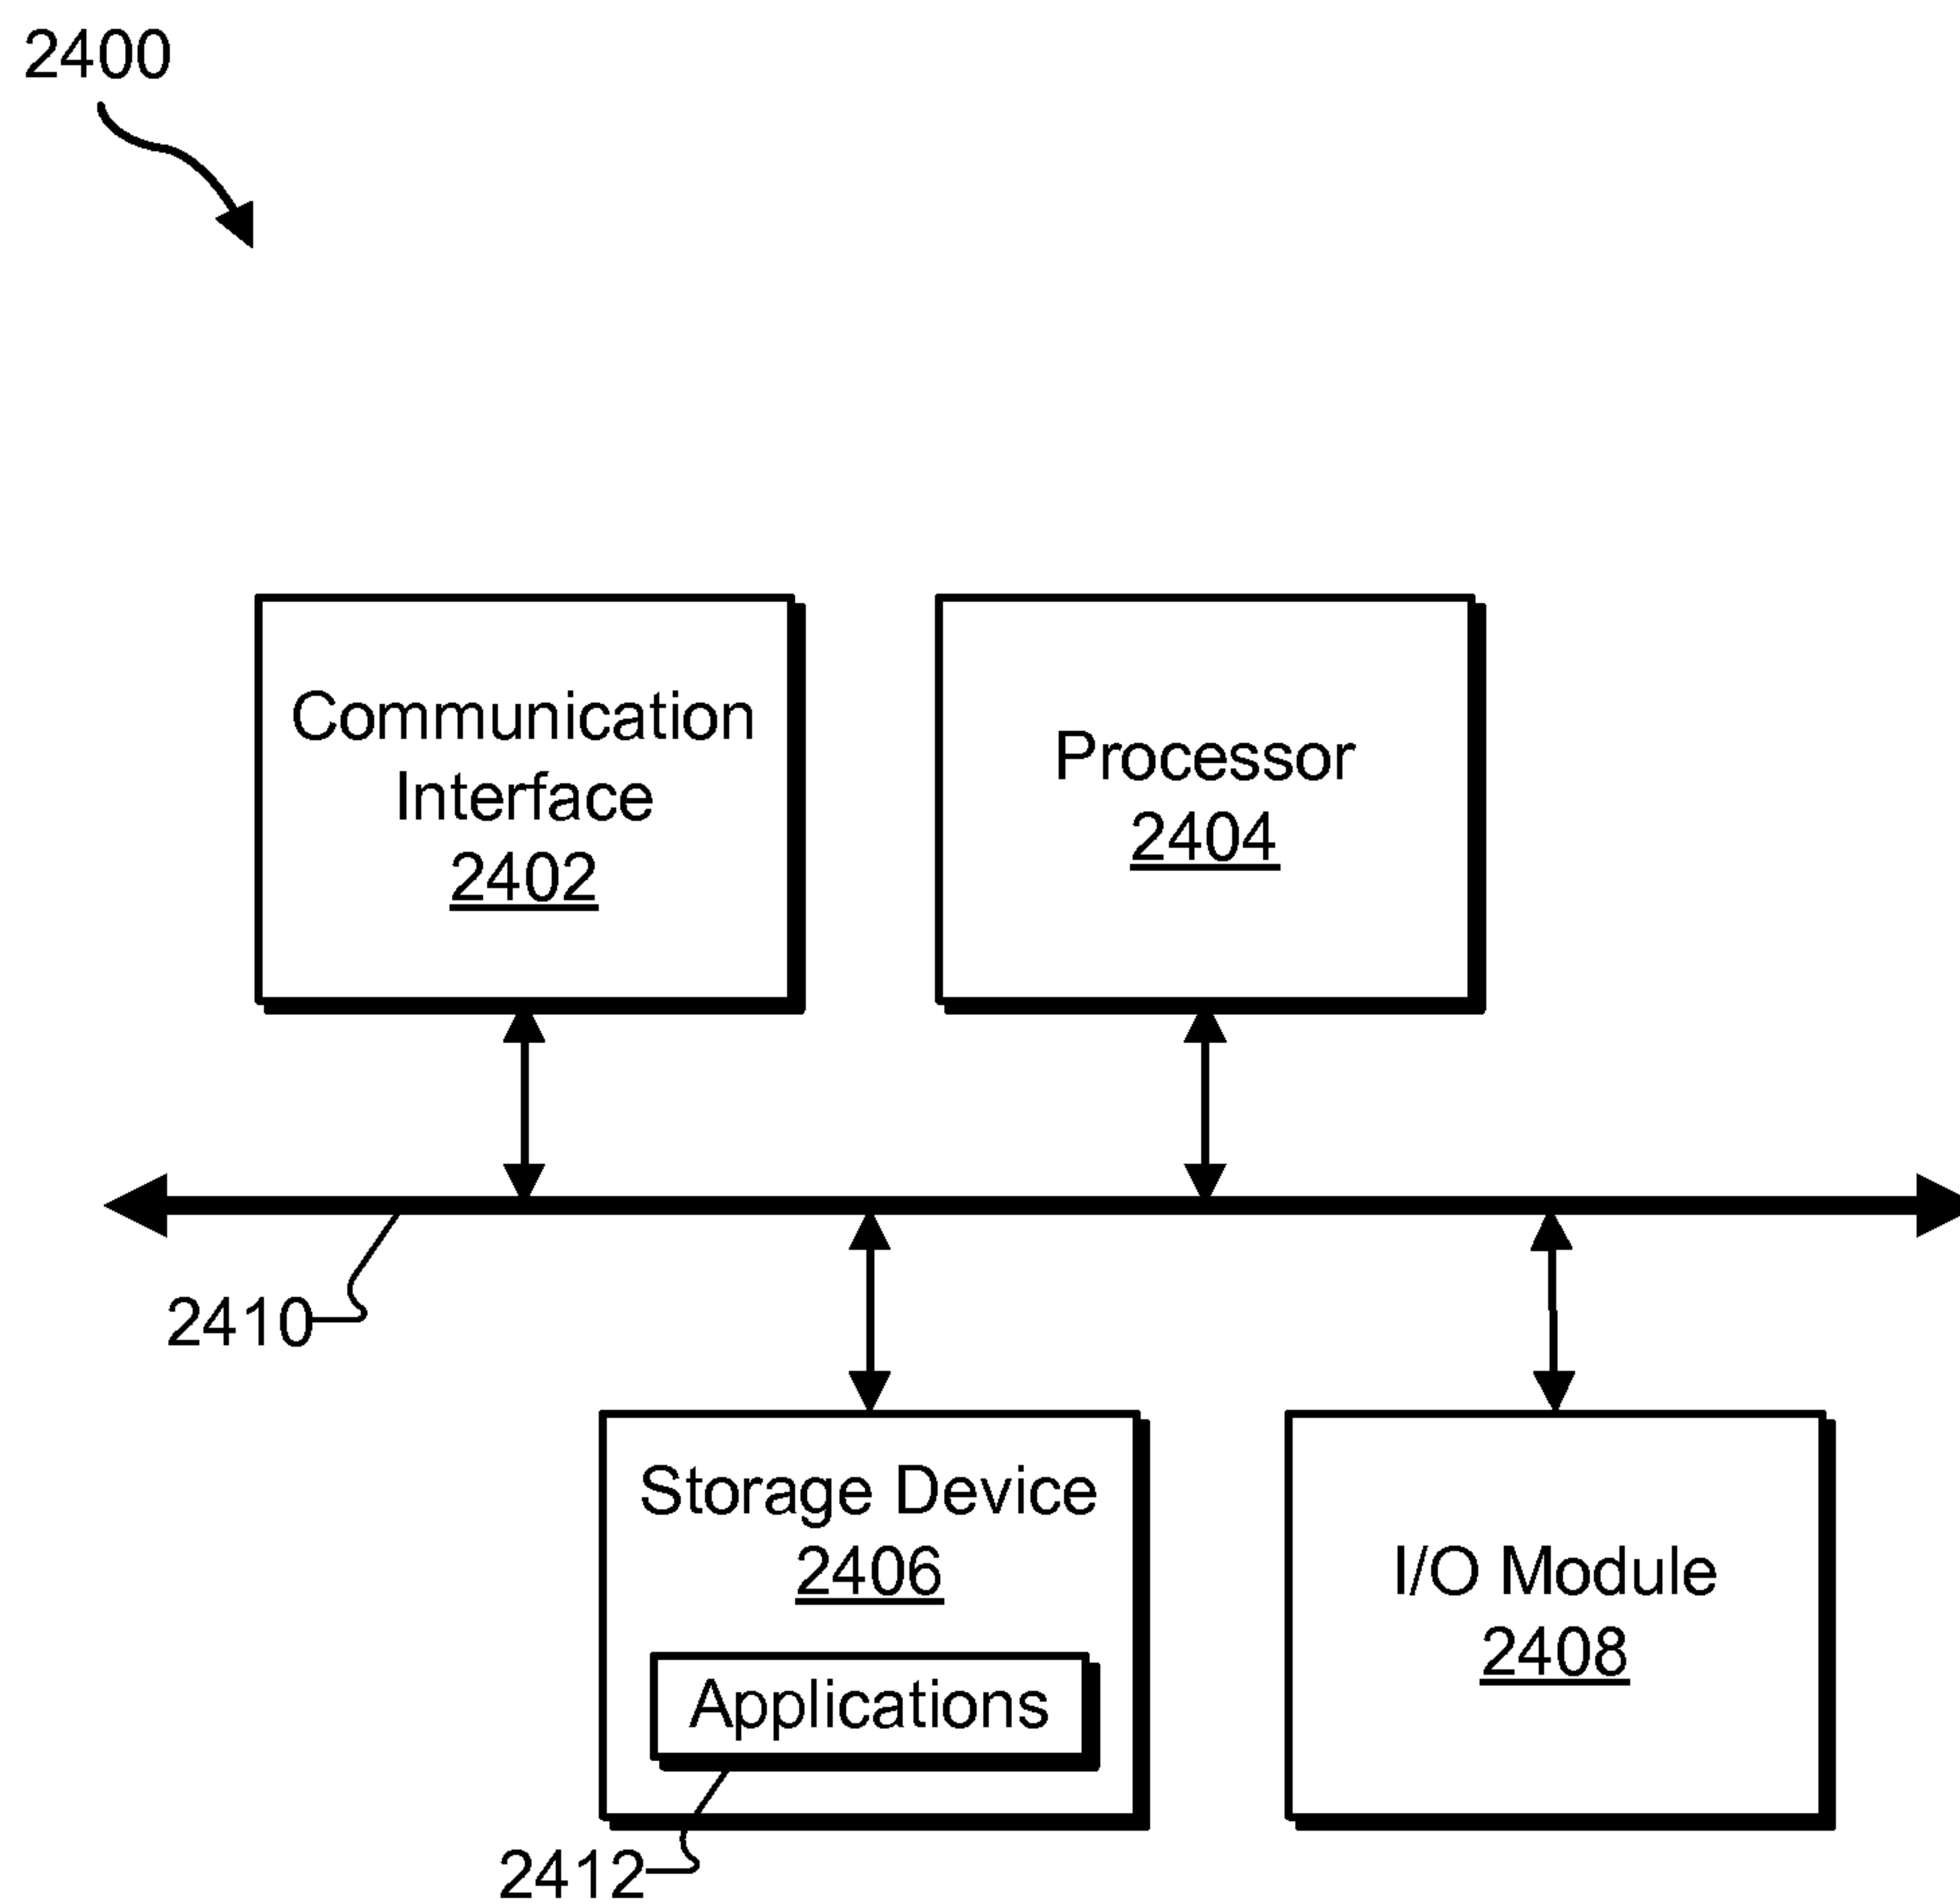 2400
Communication
Interface
2402
Processor
2404
2410
Storage Device
2406
Applications
2412
I/O Module
2408